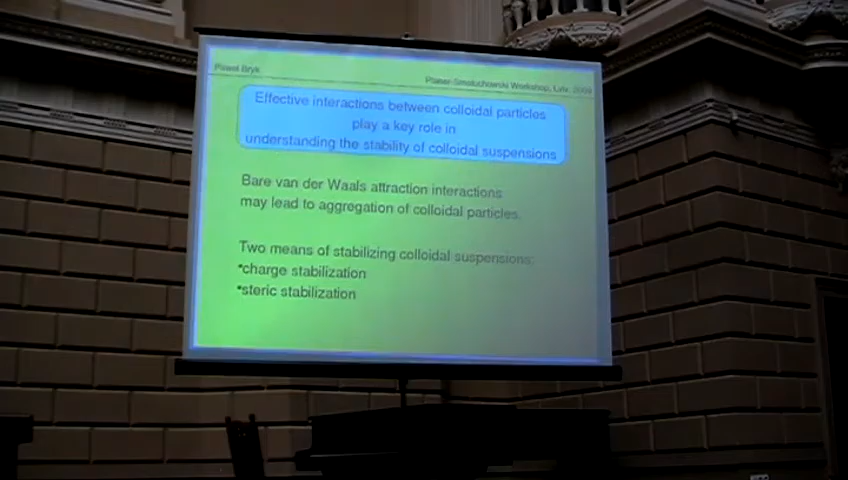 Paweł Bryk
Pisarar-Smoluchowski Workshop, Lviv, 2009
Effective interactions between colloidal particles
play a key role in
understanding the stability of colloidal suspensions
Bare van der Waals attraction interactions
may lead to aggregation of colloidal particles.
Two means of stabilizing colloidal suspensions:
•charge stabilization
•steric stabilization